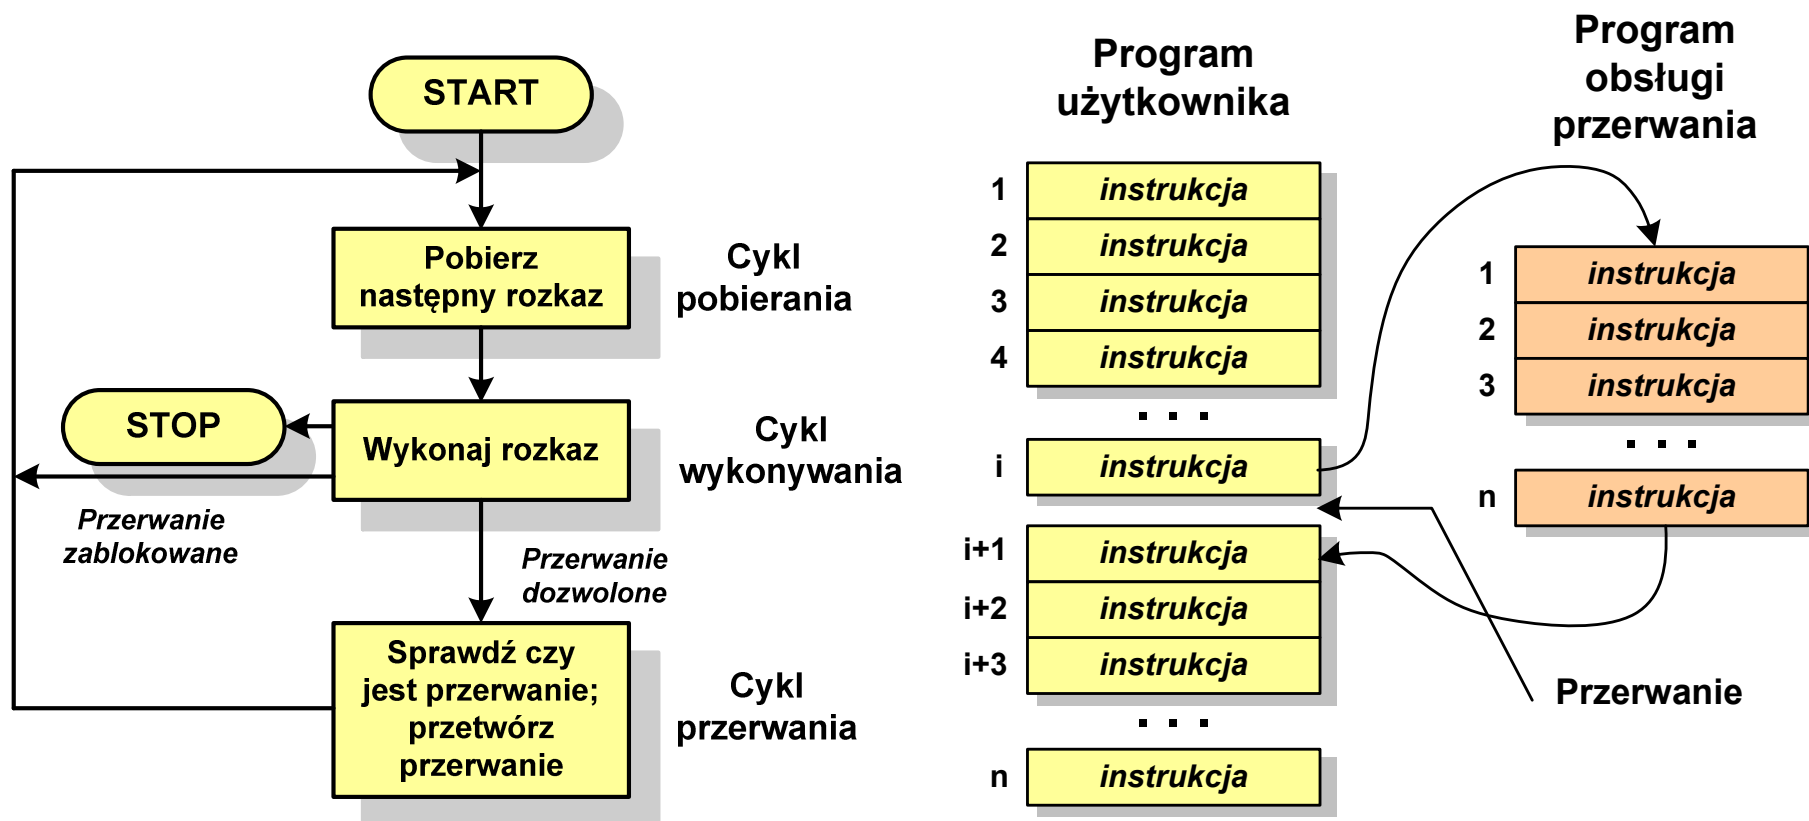 START
Pobierz
następny rozkaz
Cykl
pobierania
STOP
Wykonaj rozkaz
Cykl
wykonywania
Przerwanie
zablokowane
Przerwanie
dozwolone
Sprawdź czy
jest przerwanie;
przetwórz
przerwanie
Cykl
przerwania
Program
użytkownika
1 instrukcja
2 instrukcja
3 instrukcja
4 instrukcja
. . .
i instrukcja
i+1 instrukcja
i+2 instrukcja
i+3 instrukcja
. . .
n instrukcja
Program
obsługi
przerwania
1 instrukcja
2 instrukcja
3 instrukcja
. . .
n instrukcja
Przerwanie